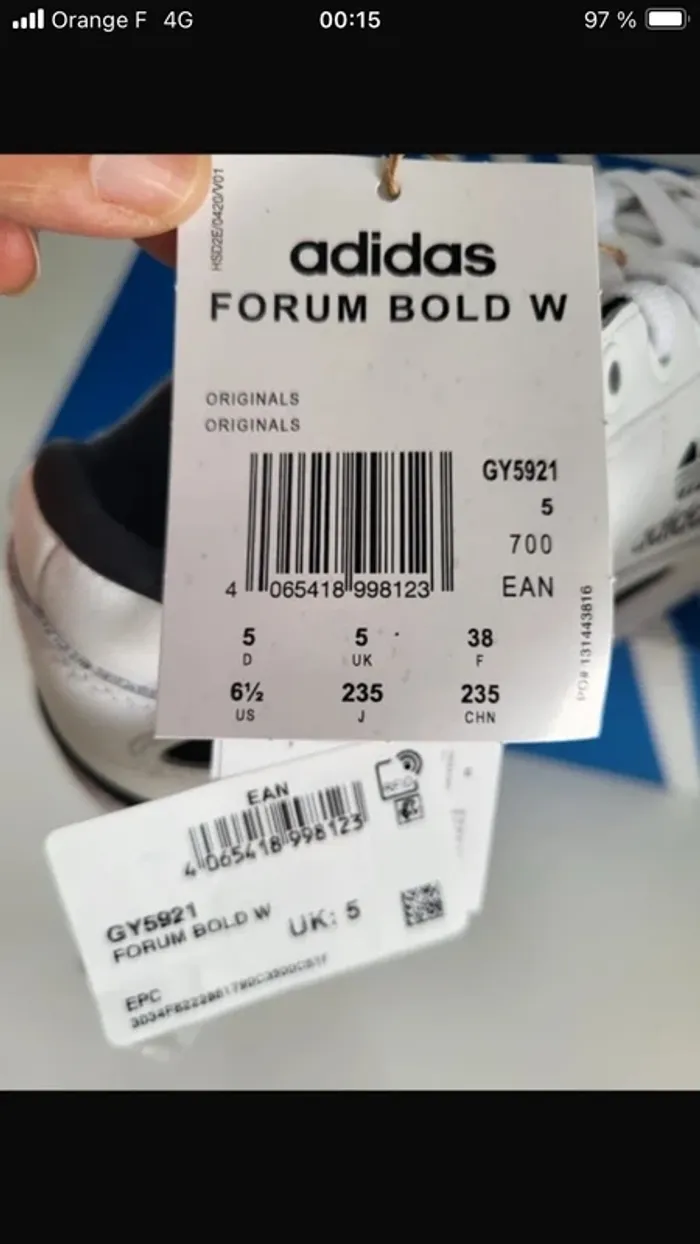 Orange F 4G 00:15 97 %
HSD2E/0420/V01
adidas
FORUM BOLD W
ORIGINALS
ORIGINALS
GY5921
5
700
EAN
4 065418 998123
5 5 38
D UK F
6½ 235 235
US J CHN
PO# 131443816
EAN
4 065418 998123
GY5921
FORUM BOLD W
UK: 5
EPC